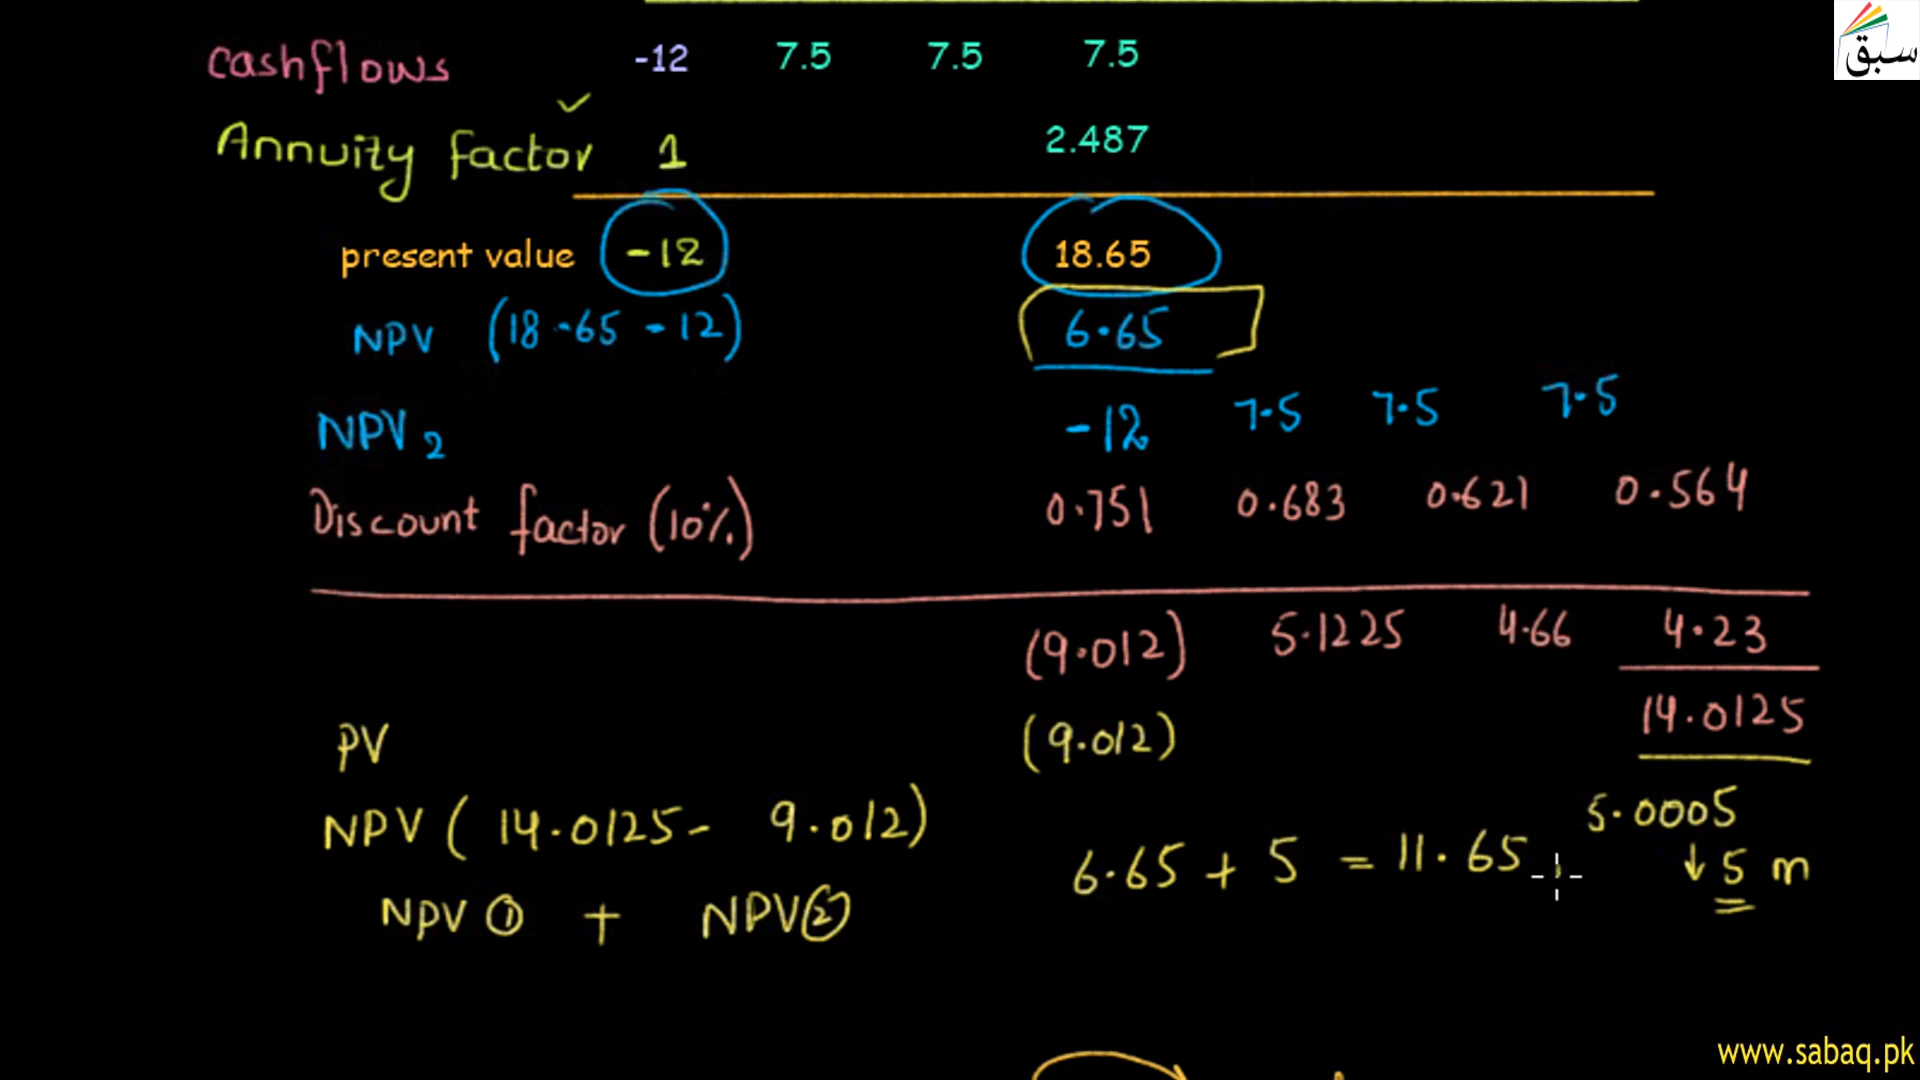 سبق
cashflows -12 7.5 7.5 7.5
Annuity factor 1 2.487
present value -12 18.65
NPV (18.65 - 12) 6.65
NPV 2 -12 7.5 7.5 7.5
Discount factor (10%) 0.751 0.683 0.621 0.564
(9.012) 5.1225 4.66 4.23
14.0125
PV (9.012)
NPV ( 14.0125 - 9.012) 5.0005
6.65 + 5 = 11.65 ↓ 5 m
NPV ① + NPV ②
www.sabaq.pk